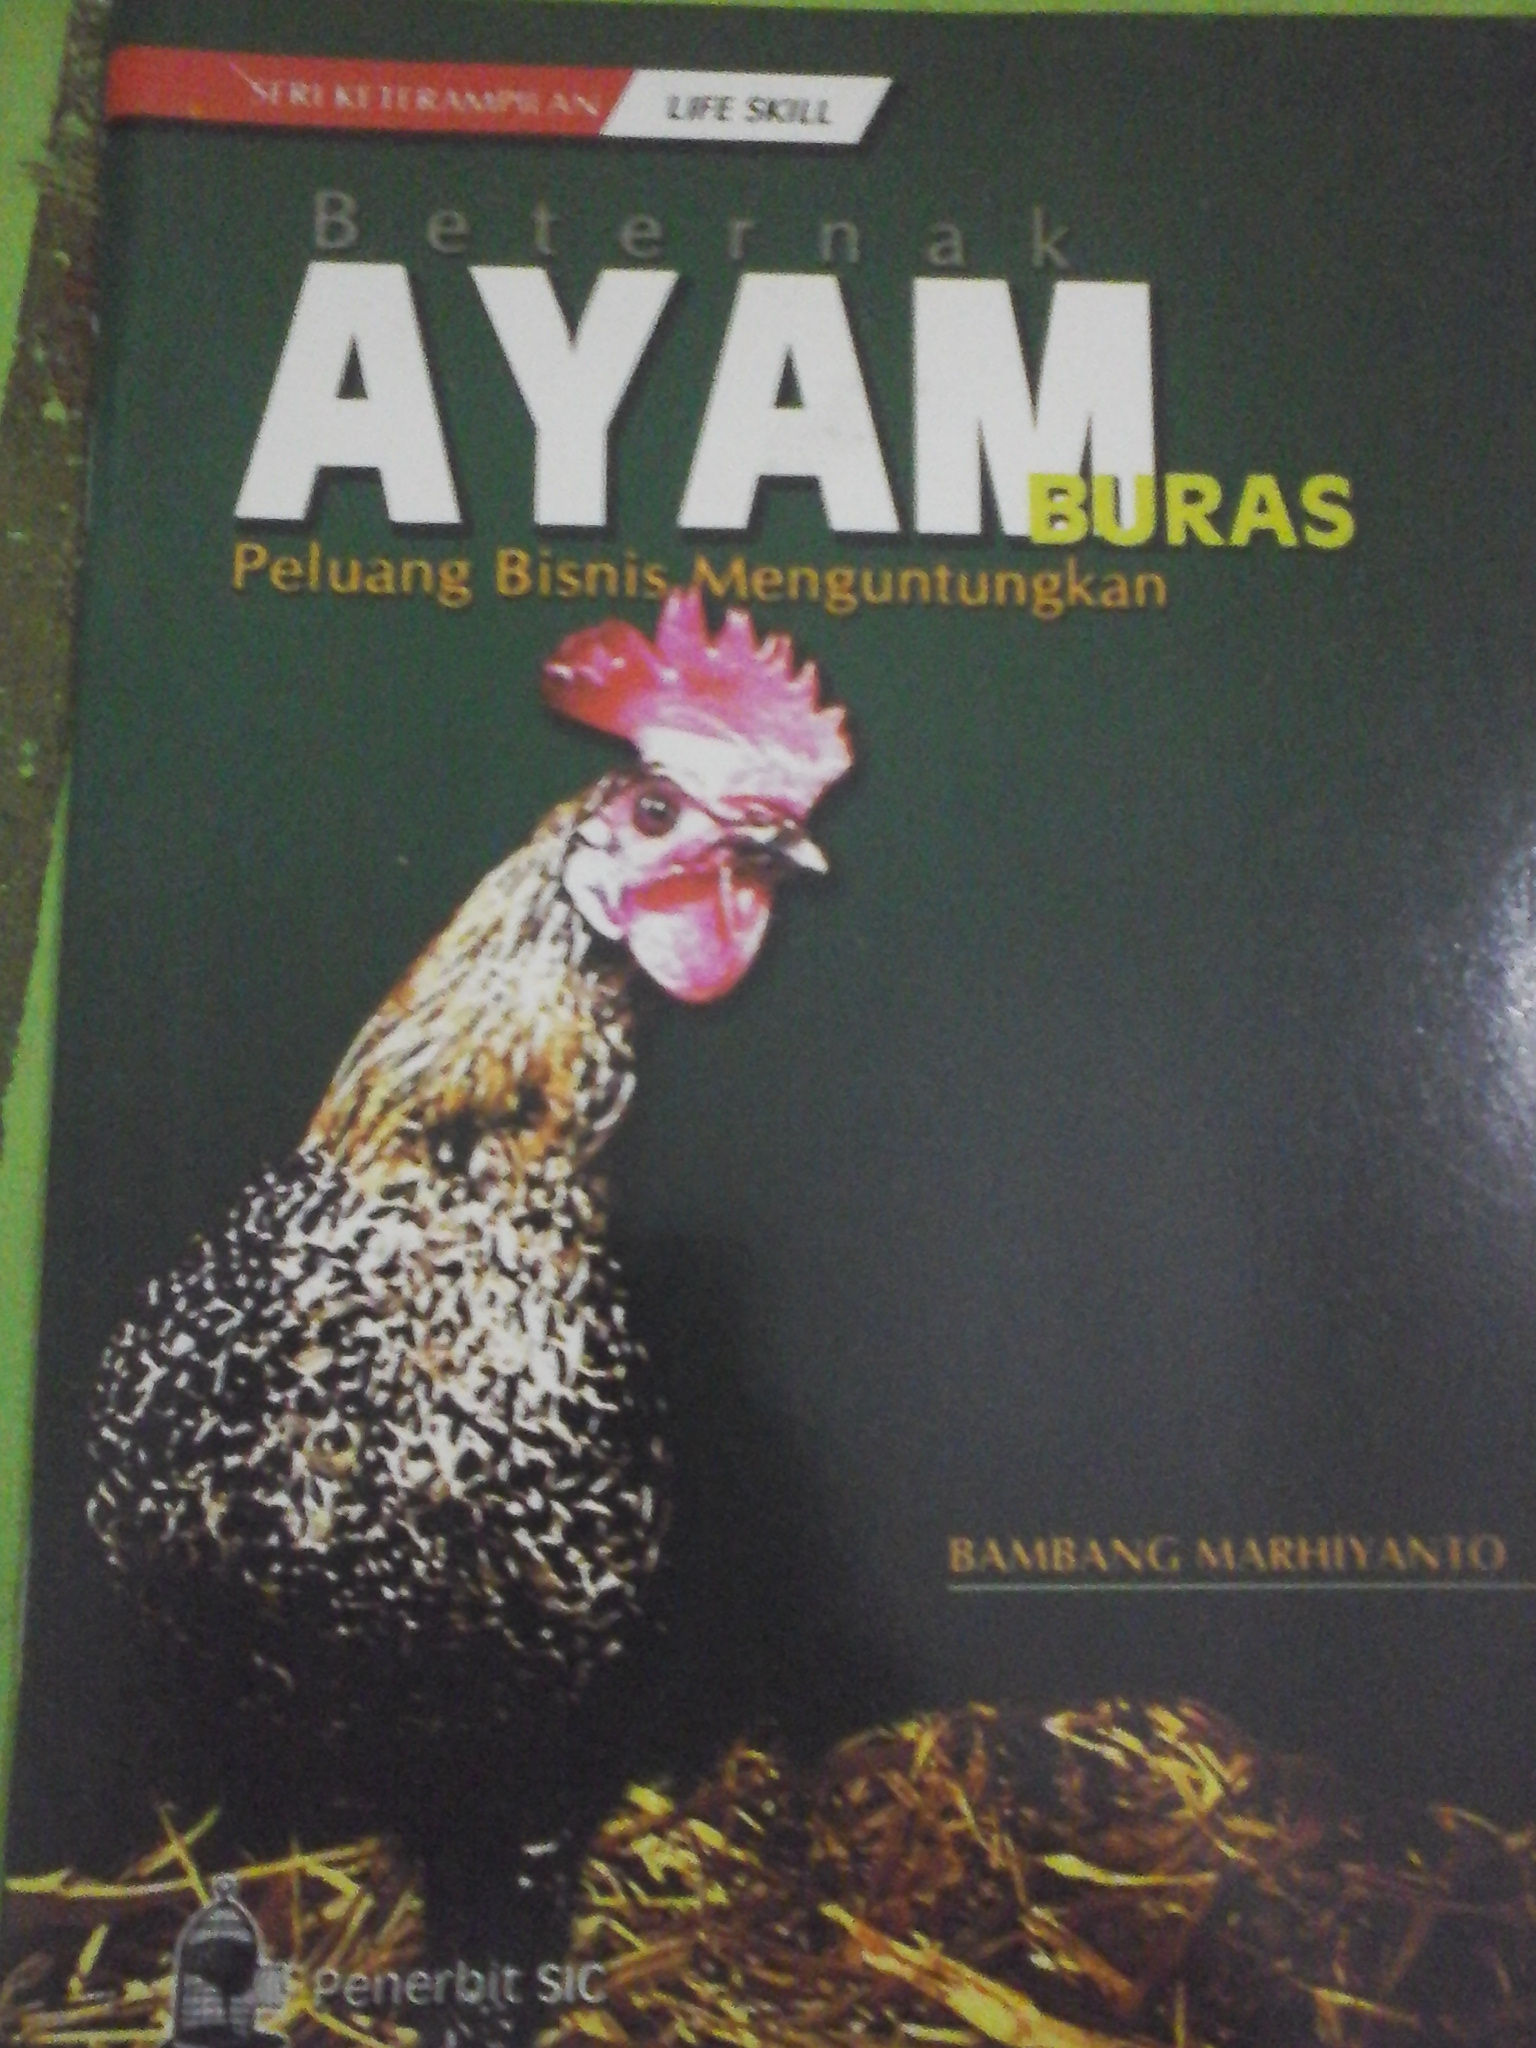 SERI KETERAMPILAN LIFE SKILL
Beternak
AYAM
BURAS
Peluang Bisnis Menguntungkan
BAMBANG MARHIYANTO
Penerbit SIC